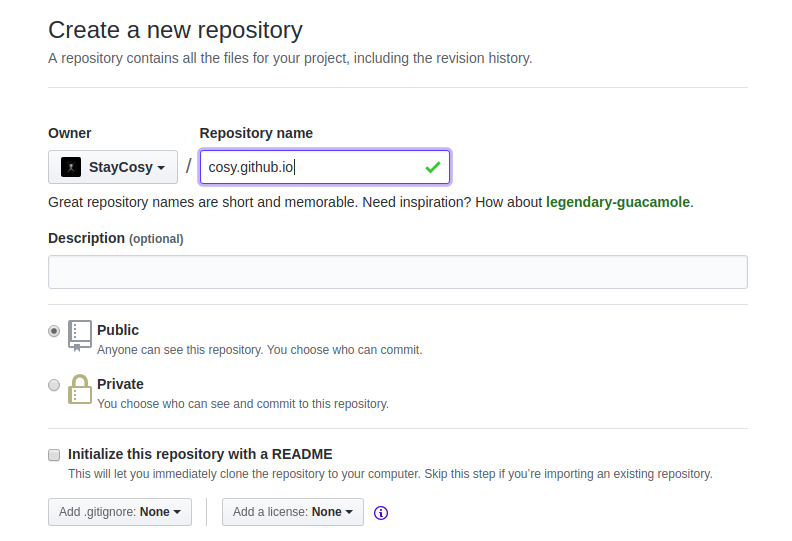 Create a new repository
A repository contains all the files for your project, including the revision history.
Owner Repository name
StayCosy / cosy.github.io
Great repository names are short and memorable. Need inspiration? How about legendary-guacamole.
Description (optional)
Public
Anyone can see this repository. You choose who can commit.
Private
You choose who can see and commit to this repository.
Initialize this repository with a README
This will let you immediately clone the repository to your computer. Skip this step if you’re importing an existing repository.
Add .gitignore: None Add a license: None